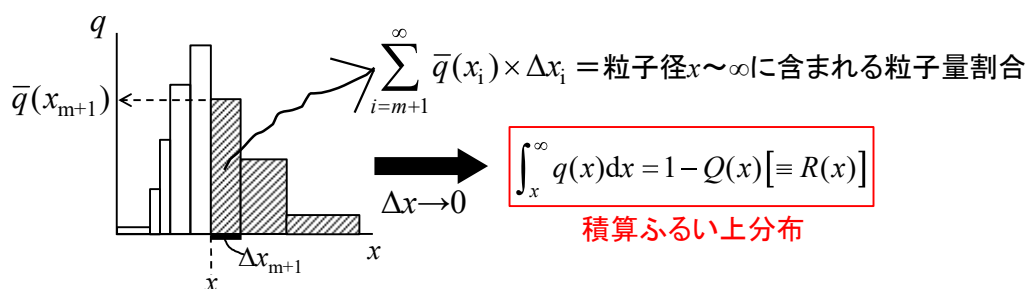 q
q̅(x_{m+1})
∑_{i=m+1}^{∞} q̅(x_i)×Δx_i＝粒子径x～∞に含まれる粒子量割合
Δx→0
∫_x^∞ q(x)dx = 1 − Q(x)[≡ R(x)]
積算ふるい上分布
x
Δx_{m+1}
x